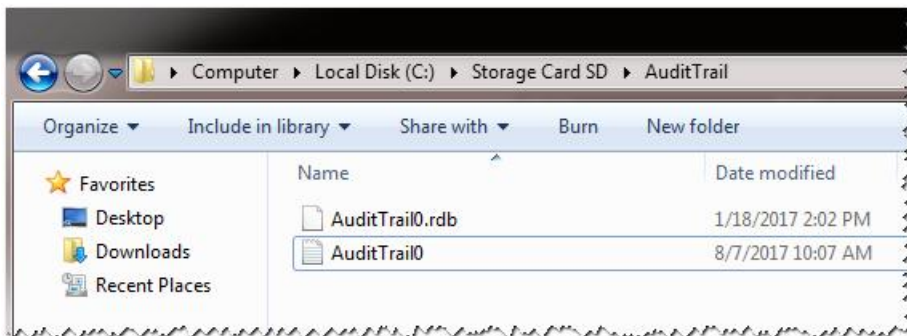 Computer ▸ Local Disk (C:) ▸ Storage Card SD ▸ AuditTrail
Organize ▾ Include in library ▾ Share with ▾ Burn New folder
Favorites
Desktop
Downloads
Recent Places
Name Date modified
AuditTrail0.rdb 1/18/2017 2:02 PM
AuditTrail0 8/7/2017 10:07 AM